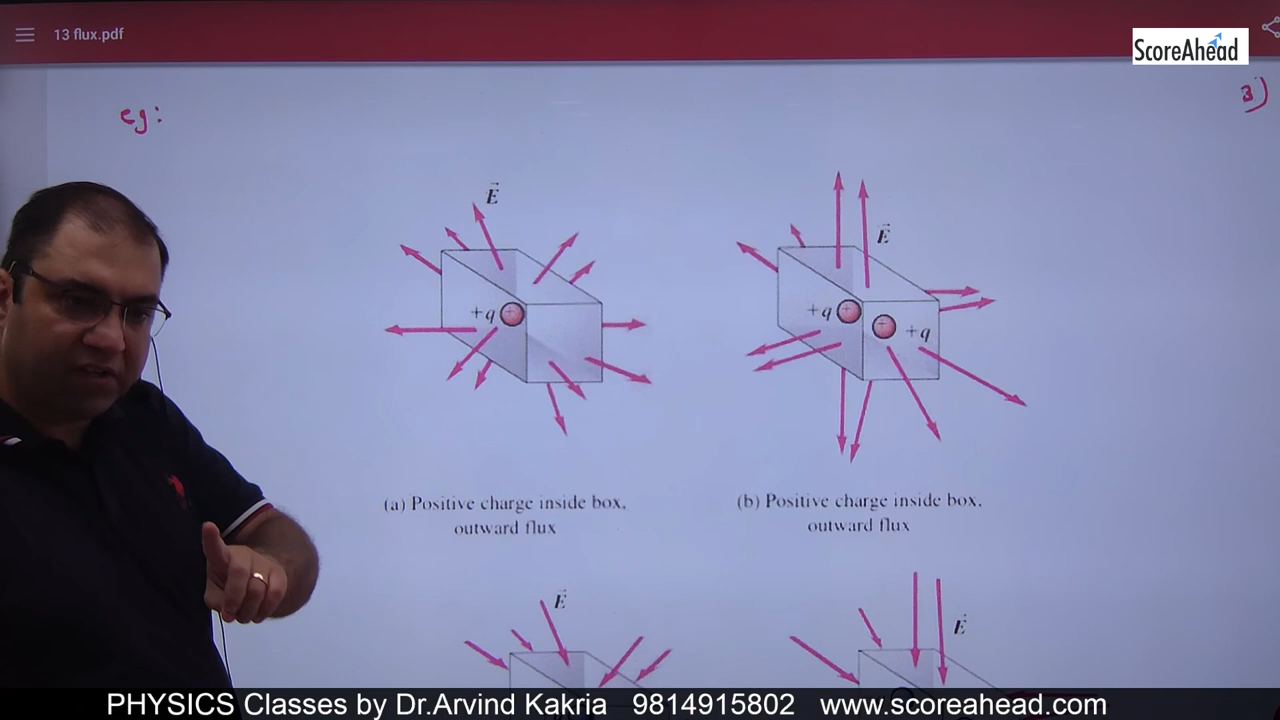 13 flux.pdf
ScoreAhead
eg:
3)
E
E
+q
+
+q
+
+
+q
(a) Positive charge inside box,
outward flux
(b) Positive charge inside box,
outward flux
E
E
PHYSICS Classes by Dr.Arvind Kakria 9814915802 www.scoreahead.com